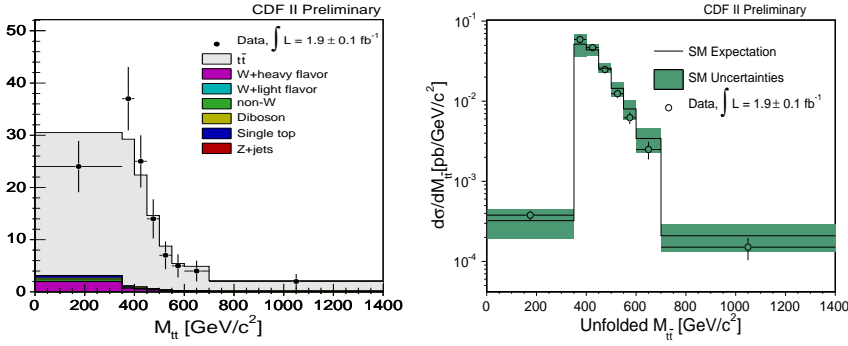 CDF II Preliminary
50
40
30
20
10
0
Data, ∫ L = 1.9 ± 0.1 fb⁻¹
tt̄
W+heavy flavor
W+light flavor
non-W
Diboson
Single top
Z+jets
0 200 400 600 800 1000 1200 1400
M_tt̄ [GeV/c²]
CDF II Preliminary
dσ/dM_tt̄[pb/GeV/c²]
10⁻¹
10⁻²
10⁻³
10⁻⁴
SM Expectation
SM Uncertainties
Data, ∫ L = 1.9 ± 0.1 fb⁻¹
0 200 400 600 800 1000 1200 1400
Unfolded M_tt̄ [GeV/c²]